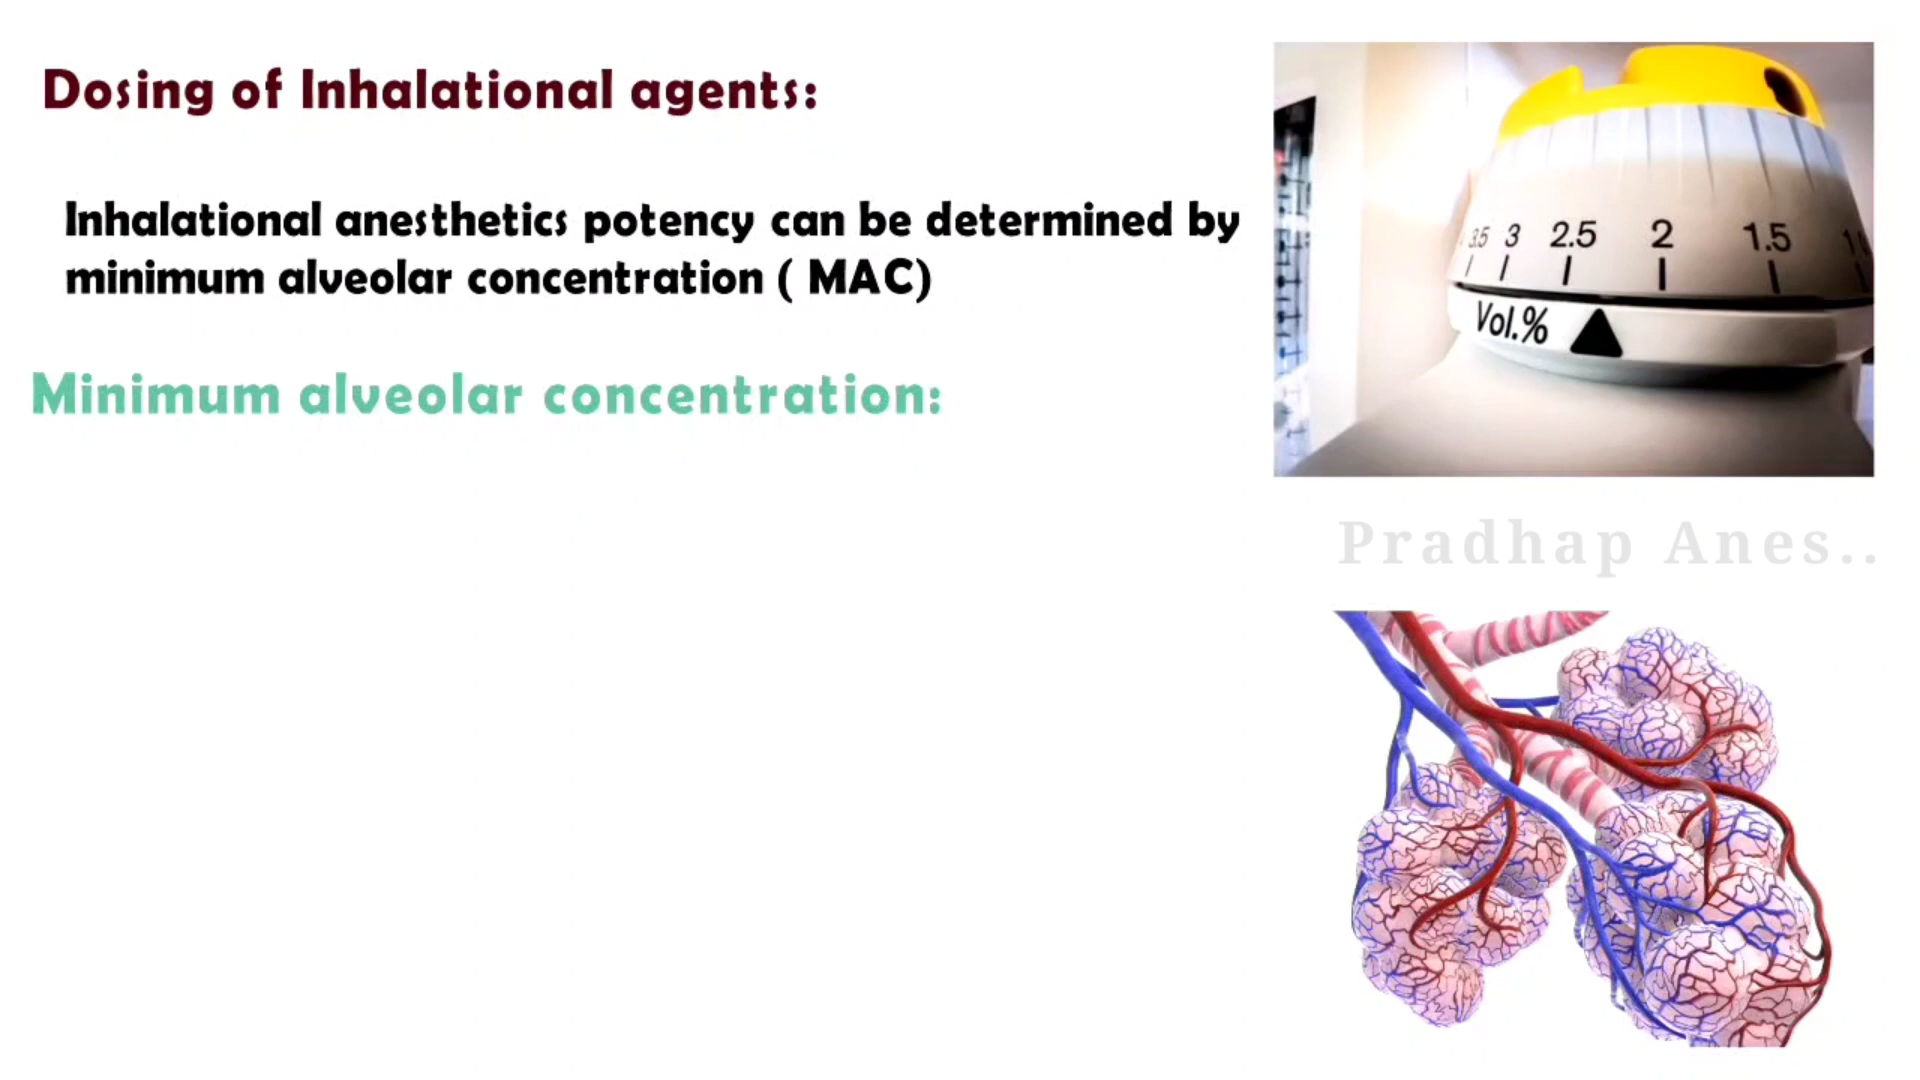 Dosing of Inhalational agents:
Inhalational anesthetics potency can be determined by
minimum alveolar concentration ( MAC)
Minimum alveolar concentration:
3.5 3 2.5 2 1.5
Vol.%
Pradhap Anes..